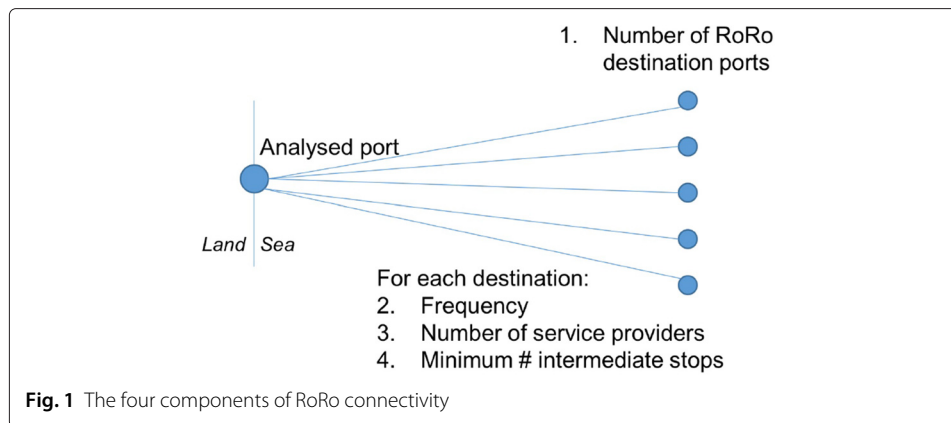 1. Number of RoRo
destination ports
Analysed port
Land Sea
For each destination:
2. Frequency
3. Number of service providers
4. Minimum # intermediate stops
Fig. 1 The four components of RoRo connectivity